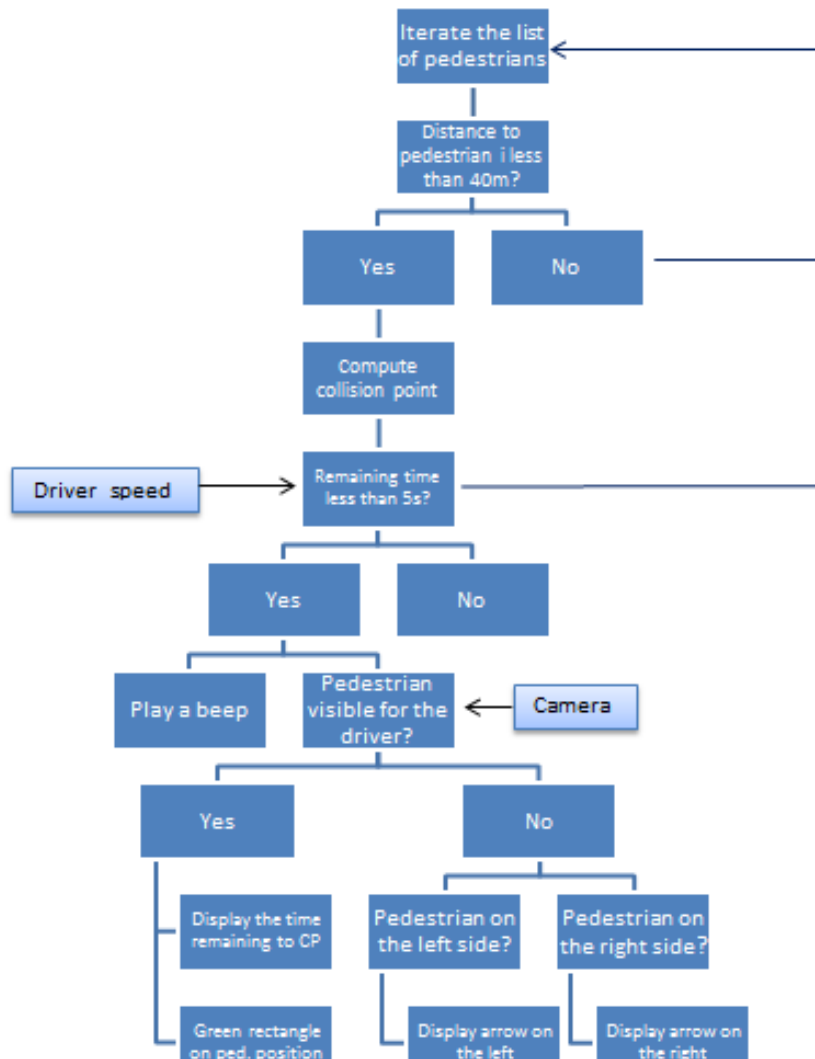 Iterate the list
of pedestrians
Distance to
pedestrian i less
than 40m?
Yes
No
Compute
collision point
Driver speed
Remaining time
less than 5s?
Yes
No
Play a beep
Pedestrian
visible for the
driver?
Camera
Yes
No
Display the time
remaining to CP
Pedestrian on
the left side?
Pedestrian on
the right side?
Green rectangle
on ped. position
Display arrow on
the left
Display arrow on
the right